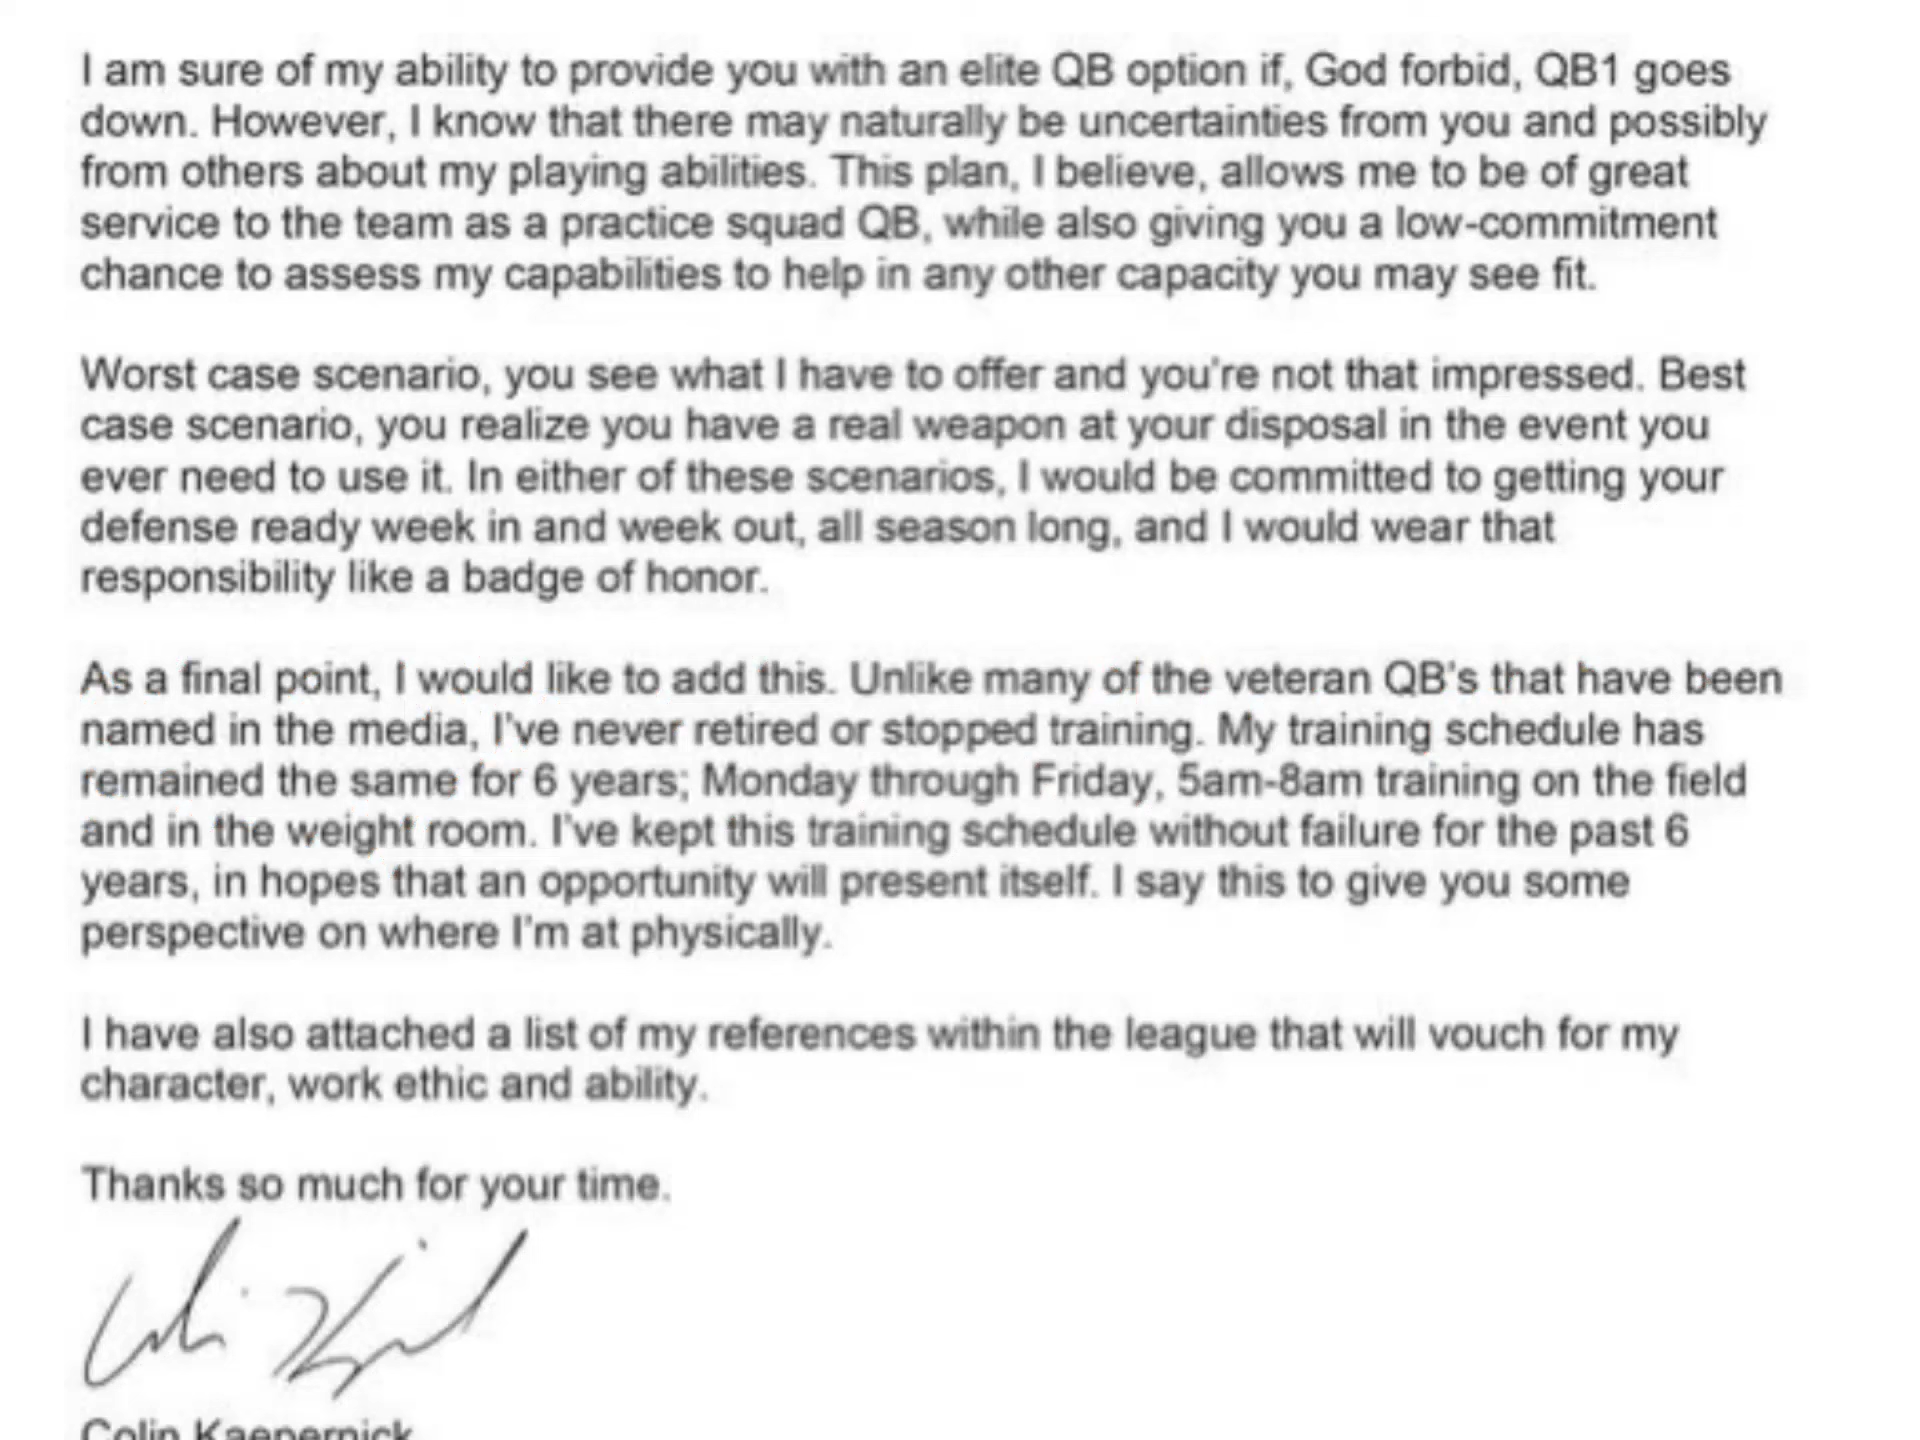 I am sure of my ability to provide you with an elite QB option if, God forbid, QB1 goes
down. However, I know that there may naturally be uncertainties from you and possibly
from others about my playing abilities. This plan, I believe, allows me to be of great
service to the team as a practice squad QB, while also giving you a low-commitment
chance to assess my capabilities to help in any other capacity you may see fit.
Worst case scenario, you see what I have to offer and you're not that impressed. Best
case scenario, you realize you have a real weapon at your disposal in the event you
ever need to use it. In either of these scenarios, I would be committed to getting your
defense ready week in and week out, all season long, and I would wear that
responsibility like a badge of honor.
As a final point, I would like to add this. Unlike many of the veteran QB's that have been
named in the media, I've never retired or stopped training. My training schedule has
remained the same for 6 years; Monday through Friday, 5am-8am training on the field
and in the weight room. I've kept this training schedule without failure for the past 6
years, in hopes that an opportunity will present itself. I say this to give you some
perspective on where I'm at physically.
I have also attached a list of my references within the league that will vouch for my
character, work ethic and ability.
Thanks so much for your time.
Colin Kaepernick